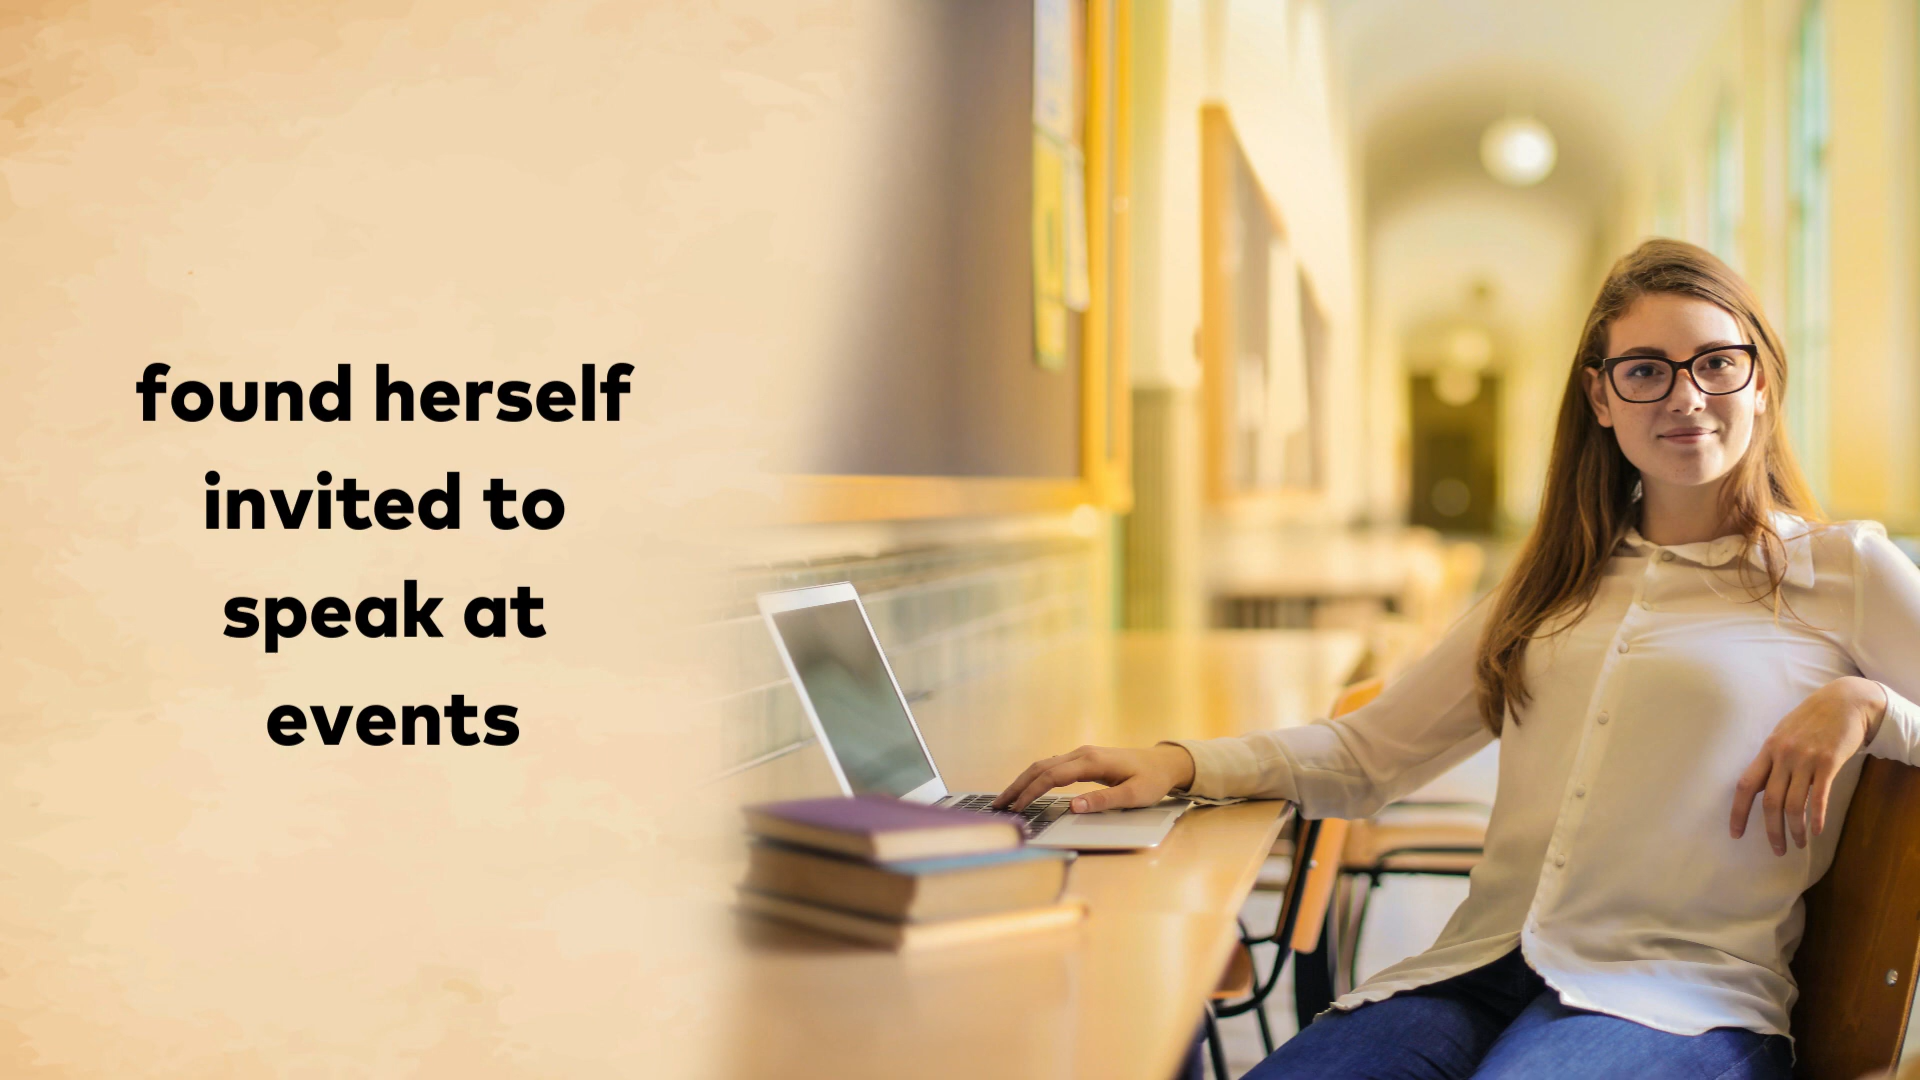 found herself
invited to
speak at
events